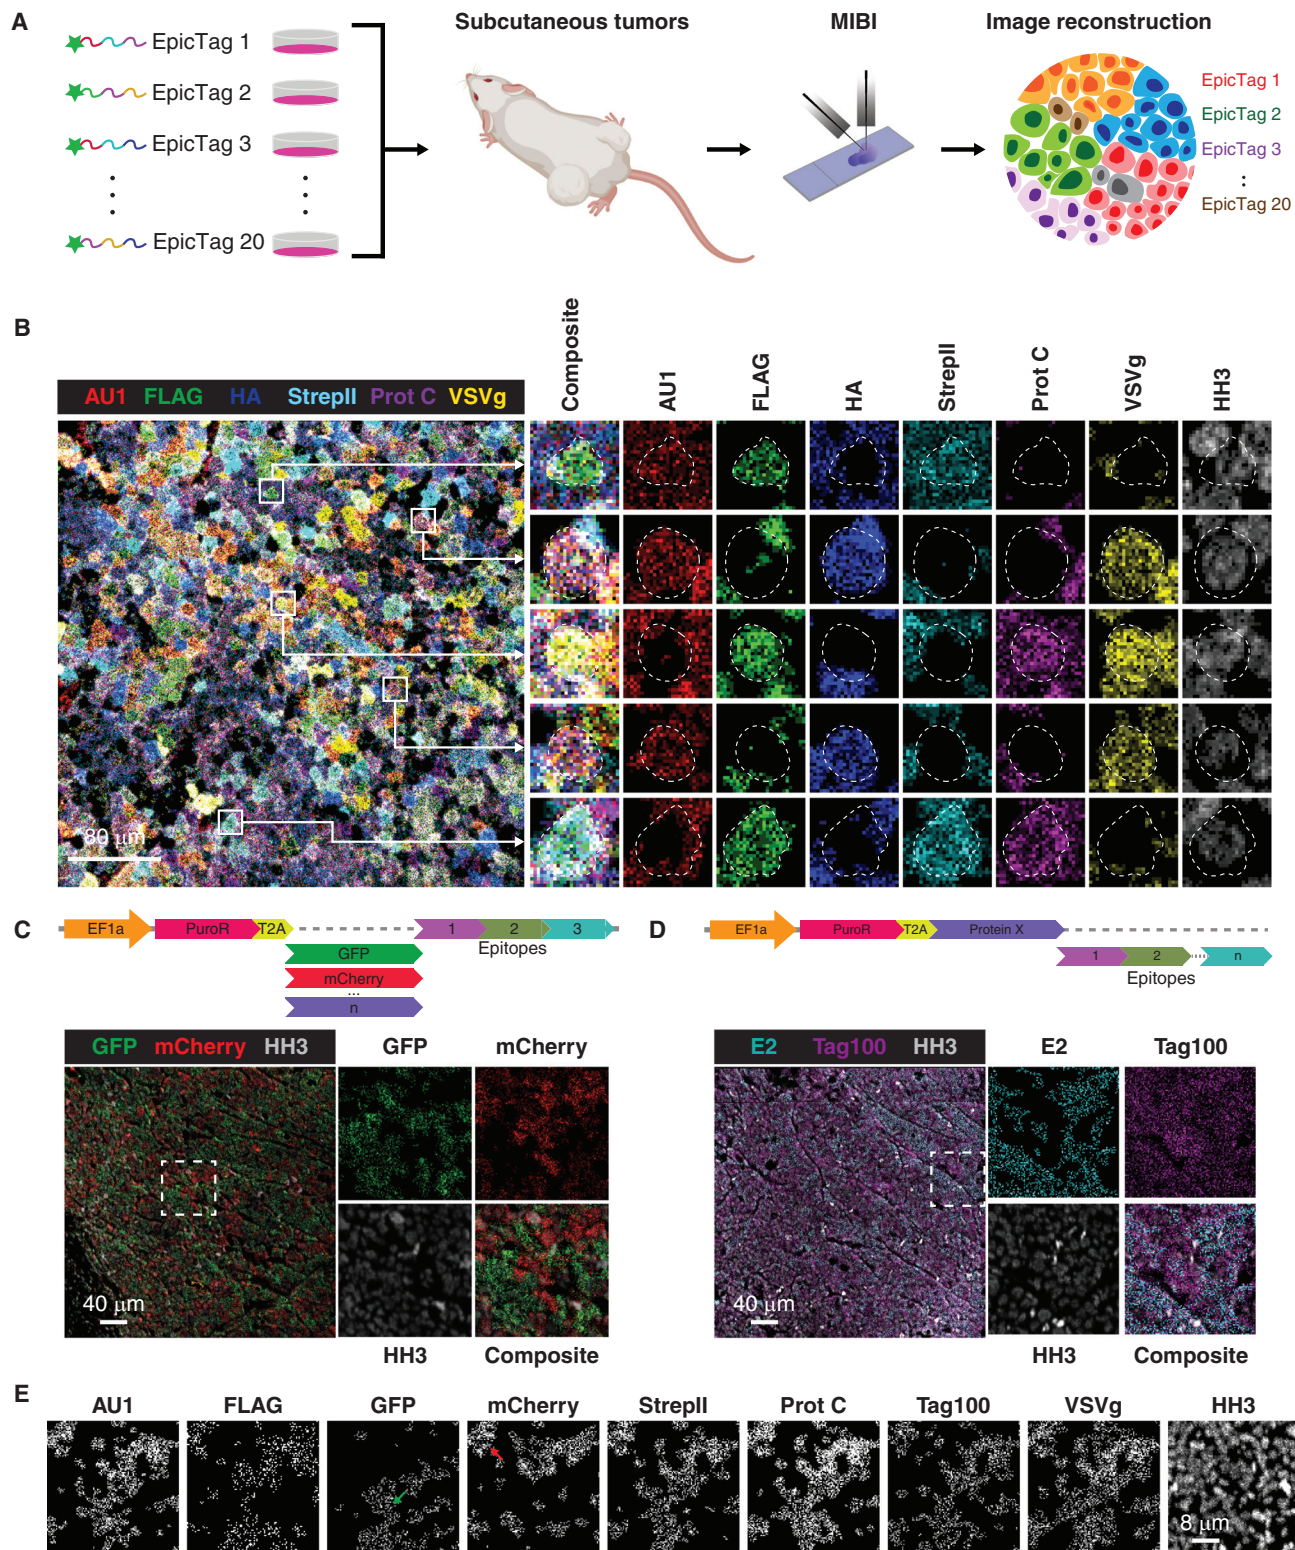 A
Subcutaneous tumors
MIBI
Image reconstruction
EpicTag 1
EpicTag 2
EpicTag 3
EpicTag 20
EpicTag 1
EpicTag 2
EpicTag 3
EpicTag 20
B
AU1 FLAG HA StrepII Prot C VSVg
Composite
AU1
FLAG
HA
StrepII
Prot C
VSVg
HH3
80 μm
C
EF1a PuroR T2A 1 2 3
Epitopes
GFP
mCherry
...
n
GFP mCherry HH3
GFP
mCherry
40 μm
HH3
Composite
D
EF1a PuroR T2A Protein X
1 2 n
Epitopes
E2 Tag100 HH3
E2
Tag100
40 μm
HH3
Composite
E
AU1 FLAG GFP mCherry StrepII Prot C Tag100 VSVg HH3
8 μm